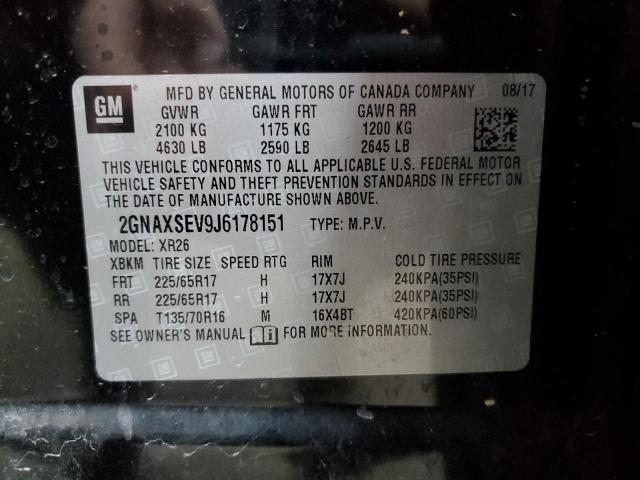 GM MFD BY GENERAL MOTORS OF CANADA COMPANY 08/17
GVWR GAWR FRT GAWR RR
2100 KG 1175 KG 1200 KG
4630 LB 2590 LB 2645 LB
THIS VEHICLE CONFORMS TO ALL APPLICABLE U.S. FEDERAL MOTOR
VEHICLE SAFETY AND THEFT PREVENTION STANDARDS IN EFFECT ON
THE DATE OF MANUFACTURE SHOWN ABOVE.
2GNAXSEV9J6178151 TYPE: M.P.V.
MODEL: XR26
XBKM TIRE SIZE SPEED RTG RIM COLD TIRE PRESSURE
FRT 225/65R17 H 17X7J 240KPA(35PSI)
RR 225/65R17 H 17X7J 240KPA(35PSI)
SPA T135/70R16 M 16X4BT 420KPA(60PSI)
SEE OWNER'S MANUAL FOR MORE INFORMATION.